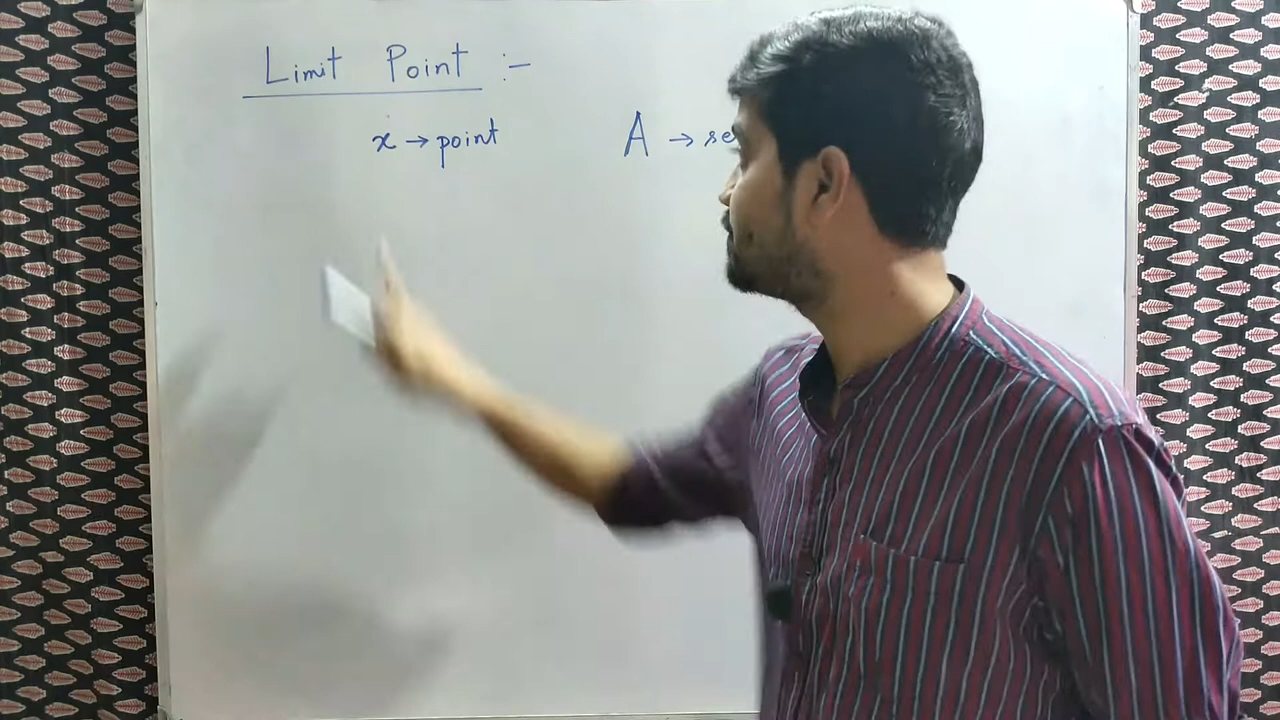 Limit Point :-
x → point A →